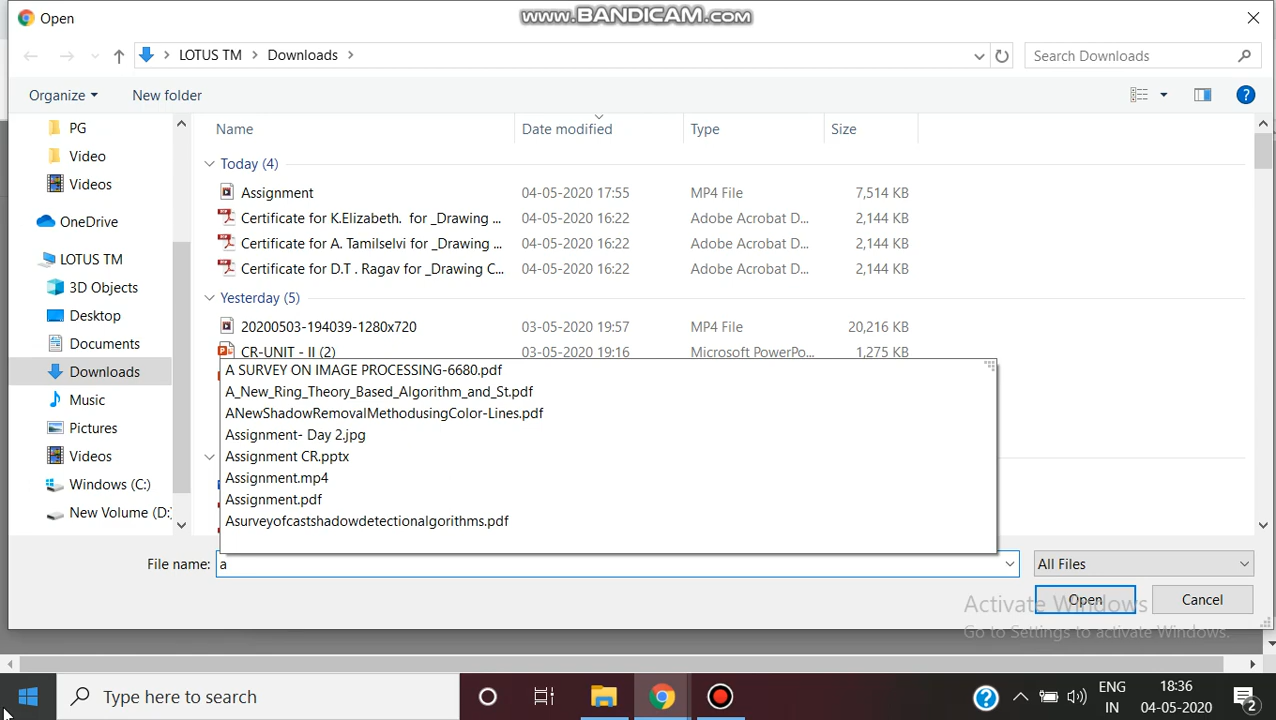 Open
www.BANDICAM.com
LOTUS TM
Downloads
Search Downloads
Organize
New folder
?
PG
Video
Videos
OneDrive
LOTUS TM
3D Objects
Desktop
Documents
Downloads
Music
Pictures
Videos
Windows (C:)
New Volume (D:)
Name Date modified Type Size
Today (4)
Assignment 04-05-2020 17:55 MP4 File 7,514 KB
Certificate for K.Elizabeth. for _Drawing ... 04-05-2020 16:22 Adobe Acrobat D... 2,144 KB
Certificate for A. Tamilselvi for _Drawing ... 04-05-2020 16:22 Adobe Acrobat D... 2,144 KB
Certificate for D.T . Ragav for _Drawing C... 04-05-2020 16:22 Adobe Acrobat D... 2,144 KB
Yesterday (5)
20200503-194039-1280x720 03-05-2020 19:57 MP4 File 20,216 KB
CR-UNIT - II (2) 03-05-2020 19:16 Microsoft PowerPo... 1,275 KB
A SURVEYON IMAGE PROCESSING-6680.pdf
A_New_Ring_Theory_Based_Algorithm_and_St.pdf
ANewShadowRemovalMethodusingColor-Lines.pdf
Assignment- Day 2.jpg
Assignment CR.pptx
Assignment.mp4
Assignment.pdf
Asurveyofcastshadowdetectionalgorithms.pdf
File name: a
All Files
Open
Cancel
Activate Windows
Go to Settings to activate Windows.
Type here to search
?
ENG
IN
18:36
04-05-2020
2